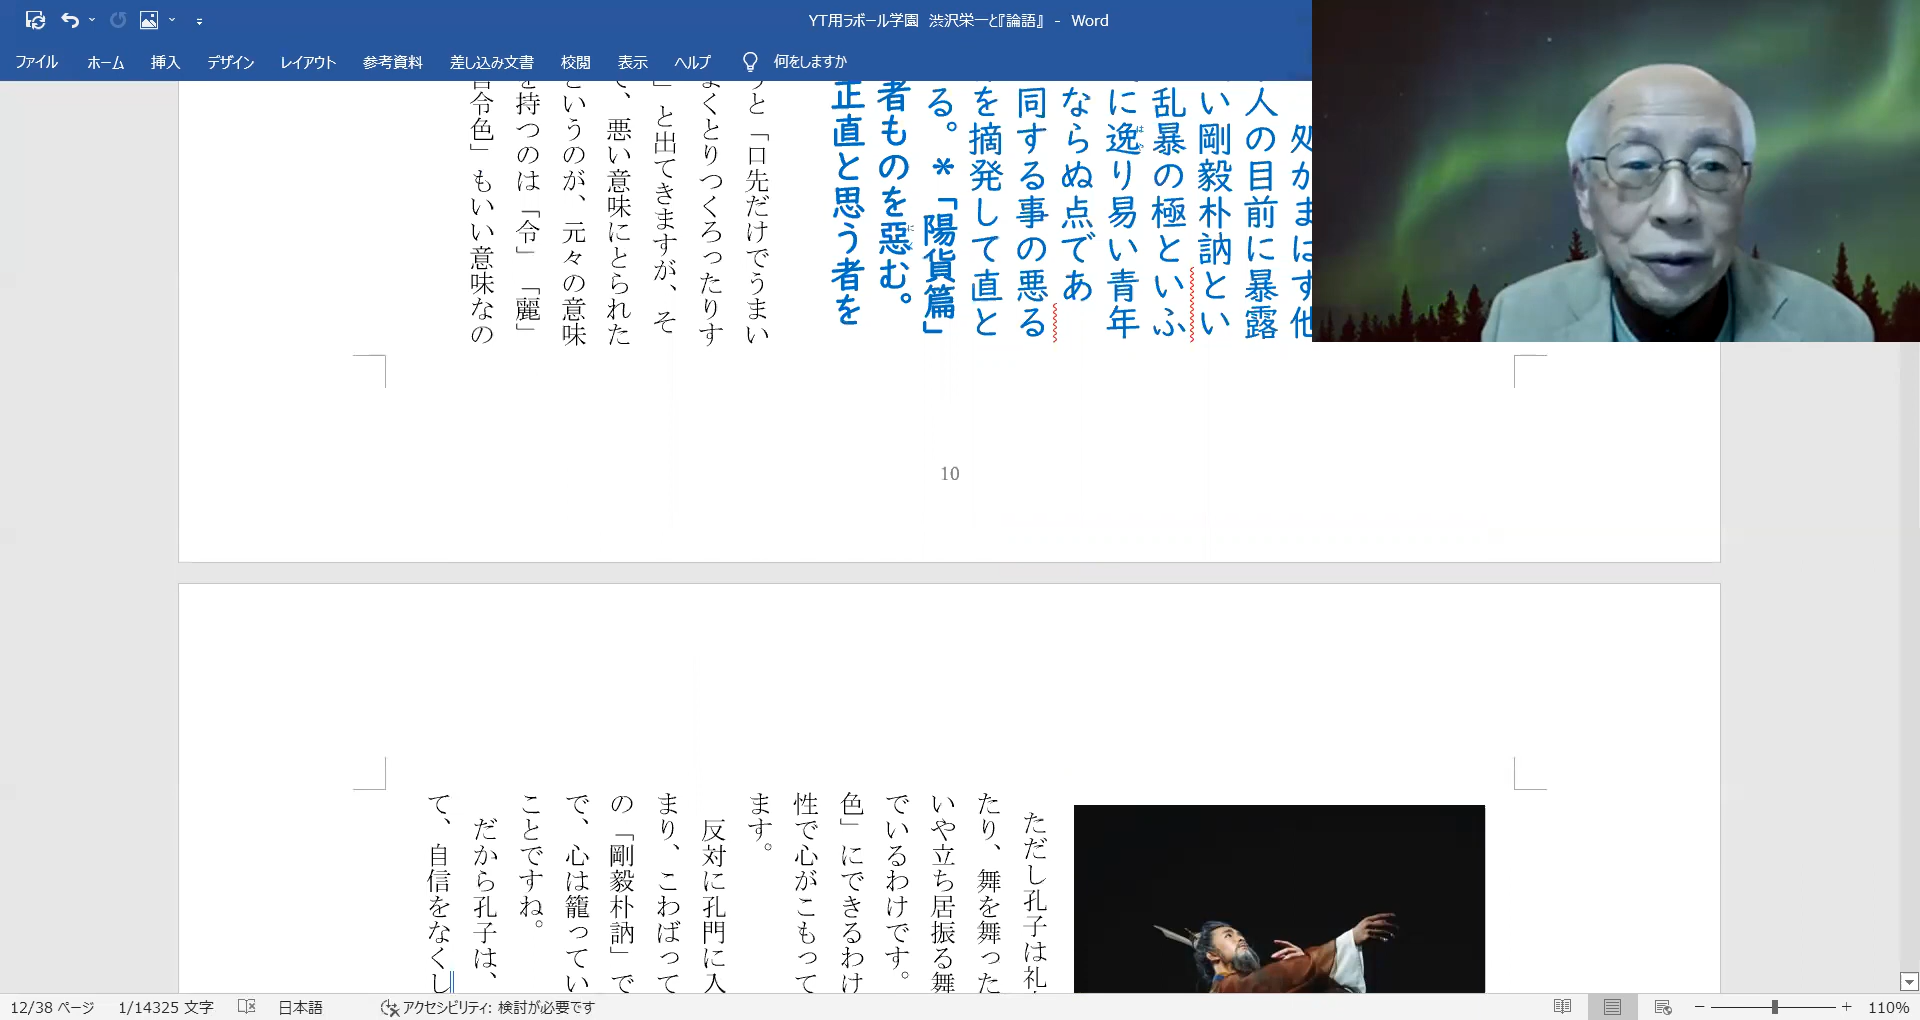 YT用ラボール学園 渋沢栄一と『論語』 - Word
ファイル ホーム 挿入 デザイン レイアウト 参考資料 差し込み文書 校閲 表示 ヘルプ 何をしますか
処かまはず他
人の目前に暴露
い剛毅朴訥とい
乱暴の極といふ
に逸り易い青年
ならぬ点であ
同する事の悪る
を摘発して直と
る。＊「陽貨篇」
者ものを惡む。
正直と思う者を
うと「口先だけでうまい
まくとりつくろったりす
」と出てきますが、そ
て、悪い意味にとられた
というのが、元々の意味
を持つのは「令」「麗」
言令色」もいい意味なの
10
ただし孔子は礼
たり、舞を舞った
いや立ち居振る舞
でいるわけです。
色」にできるわけ
性で心がこもって
ます。
反対に孔門に入
まり、こわばって
の「剛毅朴訥」で
で、心は籠ってい
ことですね。
だから孔子は、
て、自信をなくし
12/38 ページ 1/14325 文字 日本語 アクセシビリティ: 検討が必要です 110%